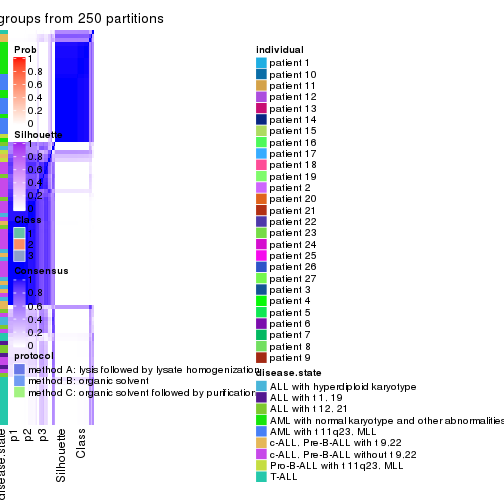 groups from 250 partitions
Prob
1
0.8
0.6
0.4
0.2
0
Silhouette
1
0.8
0.6
0.4
0.2
0
Class
1
2
3
Consensus
1
0.8
0.6
0.4
0.2
0
protocol
method A: lysis followed by lysate homogenization
method B: organic solvent
method C: organic solvent followed by purification
disease.state
p1
p2
p3
Silhouette
Class
individual
patient 1
patient 10
patient 11
patient 12
patient 13
patient 14
patient 15
patient 16
patient 17
patient 18
patient 19
patient 2
patient 20
patient 21
patient 22
patient 23
patient 24
patient 25
patient 26
patient 27
patient 3
patient 4
patient 5
patient 6
patient 7
patient 8
patient 9
disease.state
ALL with hyperdiploid karyotype
ALL with t 1. 19
ALL with t 12. 21
AML with normal karyotype and other abnormalities
AML with t 11q23. MLL
c-ALL. Pre-B-ALL with t 9.22
c-ALL. Pre-B-ALL without t 9.22
Pro-B-ALL with t 11q23. MLL
T-ALL